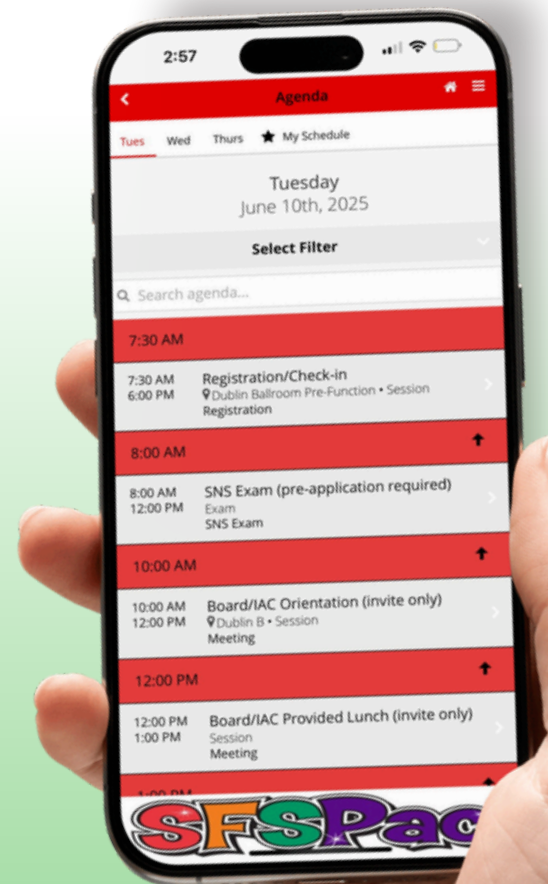 2:57
Agenda
Tues Wed Thurs My Schedule
Tuesday
June 10th, 2025
Select Filter
Search agenda...
7:30 AM
7:30 AM Registration/Check-in
6:00 PM Dublin Ballroom Pre-Function • Session
Registration
8:00 AM
8:00 AM SNS Exam (pre-application required)
12:00 PM Exam
SNS Exam
10:00 AM
10:00 AM Board/IAC Orientation (invite only)
12:00 PM Dublin B • Session
Meeting
12:00 PM
12:00 PM Board/IAC Provided Lunch (invite only)
1:00 PM Session
Meeting
1:00 PM
SFSPac